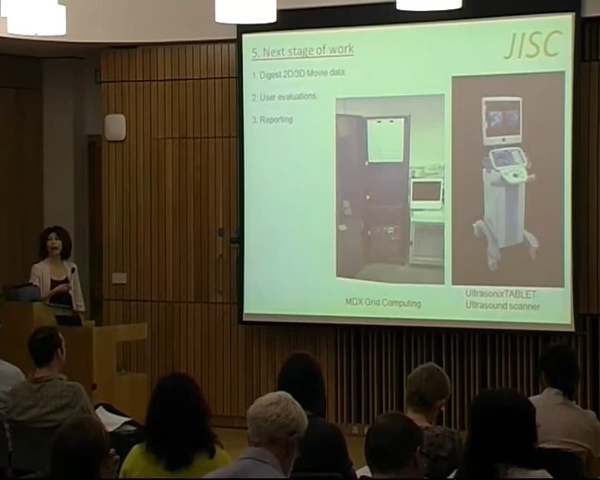 5. Next stage of work
JISC
1. Digest 2D/3D Movie data.
2. User evaluations.
3. Reporting
MDX Grid Computing
UltrasonixTABLET
Ultrasound scanner